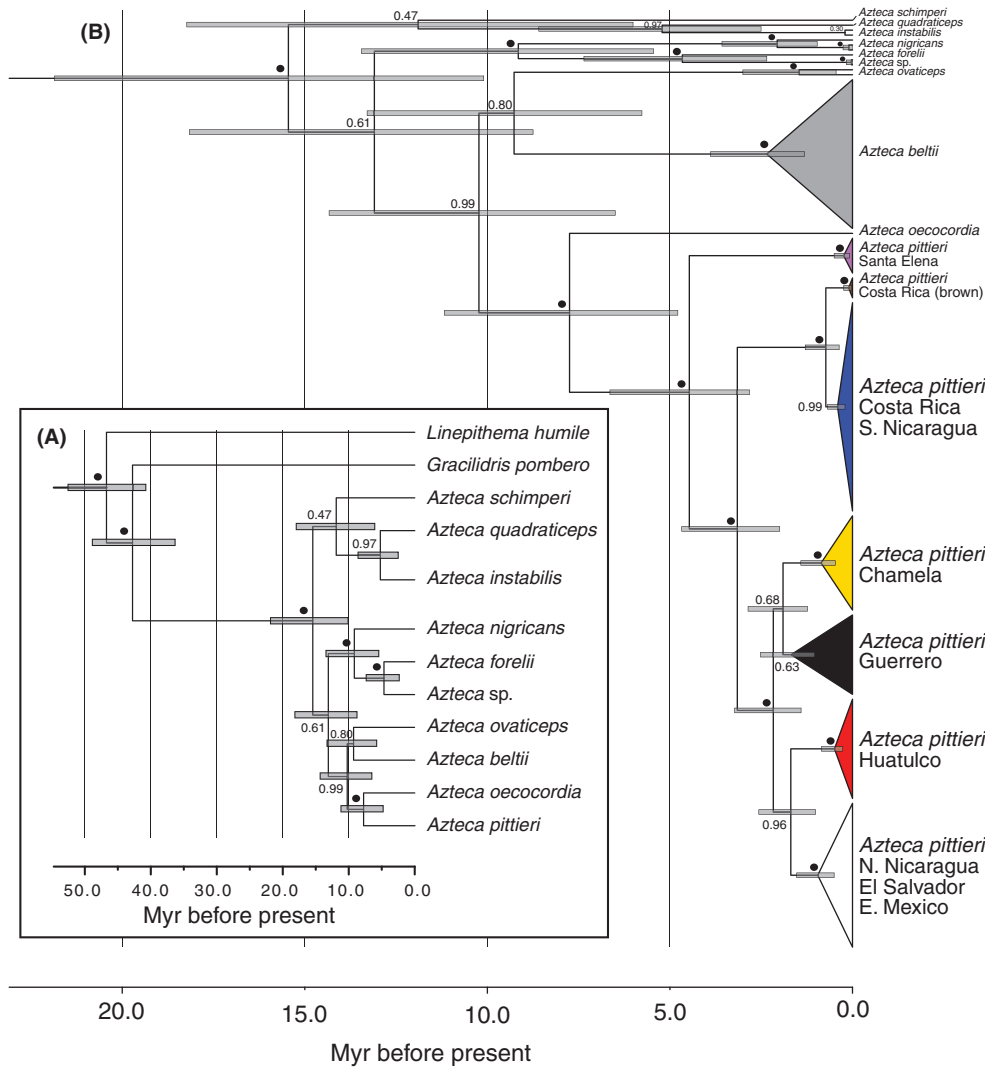 (B)
0.47
0.97
0.30
Azteca schimperi
Azteca quadraticeps
Azteca instabilis
Azteca nigricans
Azteca forelii
Azteca sp.
Azteca ovaticeps
0.80
0.61
Azteca beltii
0.99
Azteca oecocordia
Azteca pittieri
Santa Elena
Azteca pittieri
Costa Rica (brown)
0.99
Azteca pittieri
Costa Rica
S. Nicaragua
Azteca pittieri
Chamela
0.68
0.63
Azteca pittieri
Guerrero
Azteca pittieri
Huatulco
0.96
Azteca pittieri
N. Nicaragua
El Salvador
E. Mexico
(A)
Linepithema humile
Gracilidris pombero
Azteca schimperi
0.47
Azteca quadraticeps
0.97
Azteca instabilis
Azteca nigricans
Azteca forelii
Azteca sp.
Azteca ovaticeps
0.61
0.80
Azteca beltii
0.99
Azteca oecocordia
Azteca pittieri
50.0 40.0 30.0 20.0 10.0 0.0
Myr before present
20.0 15.0 10.0 5.0 0.0
Myr before present